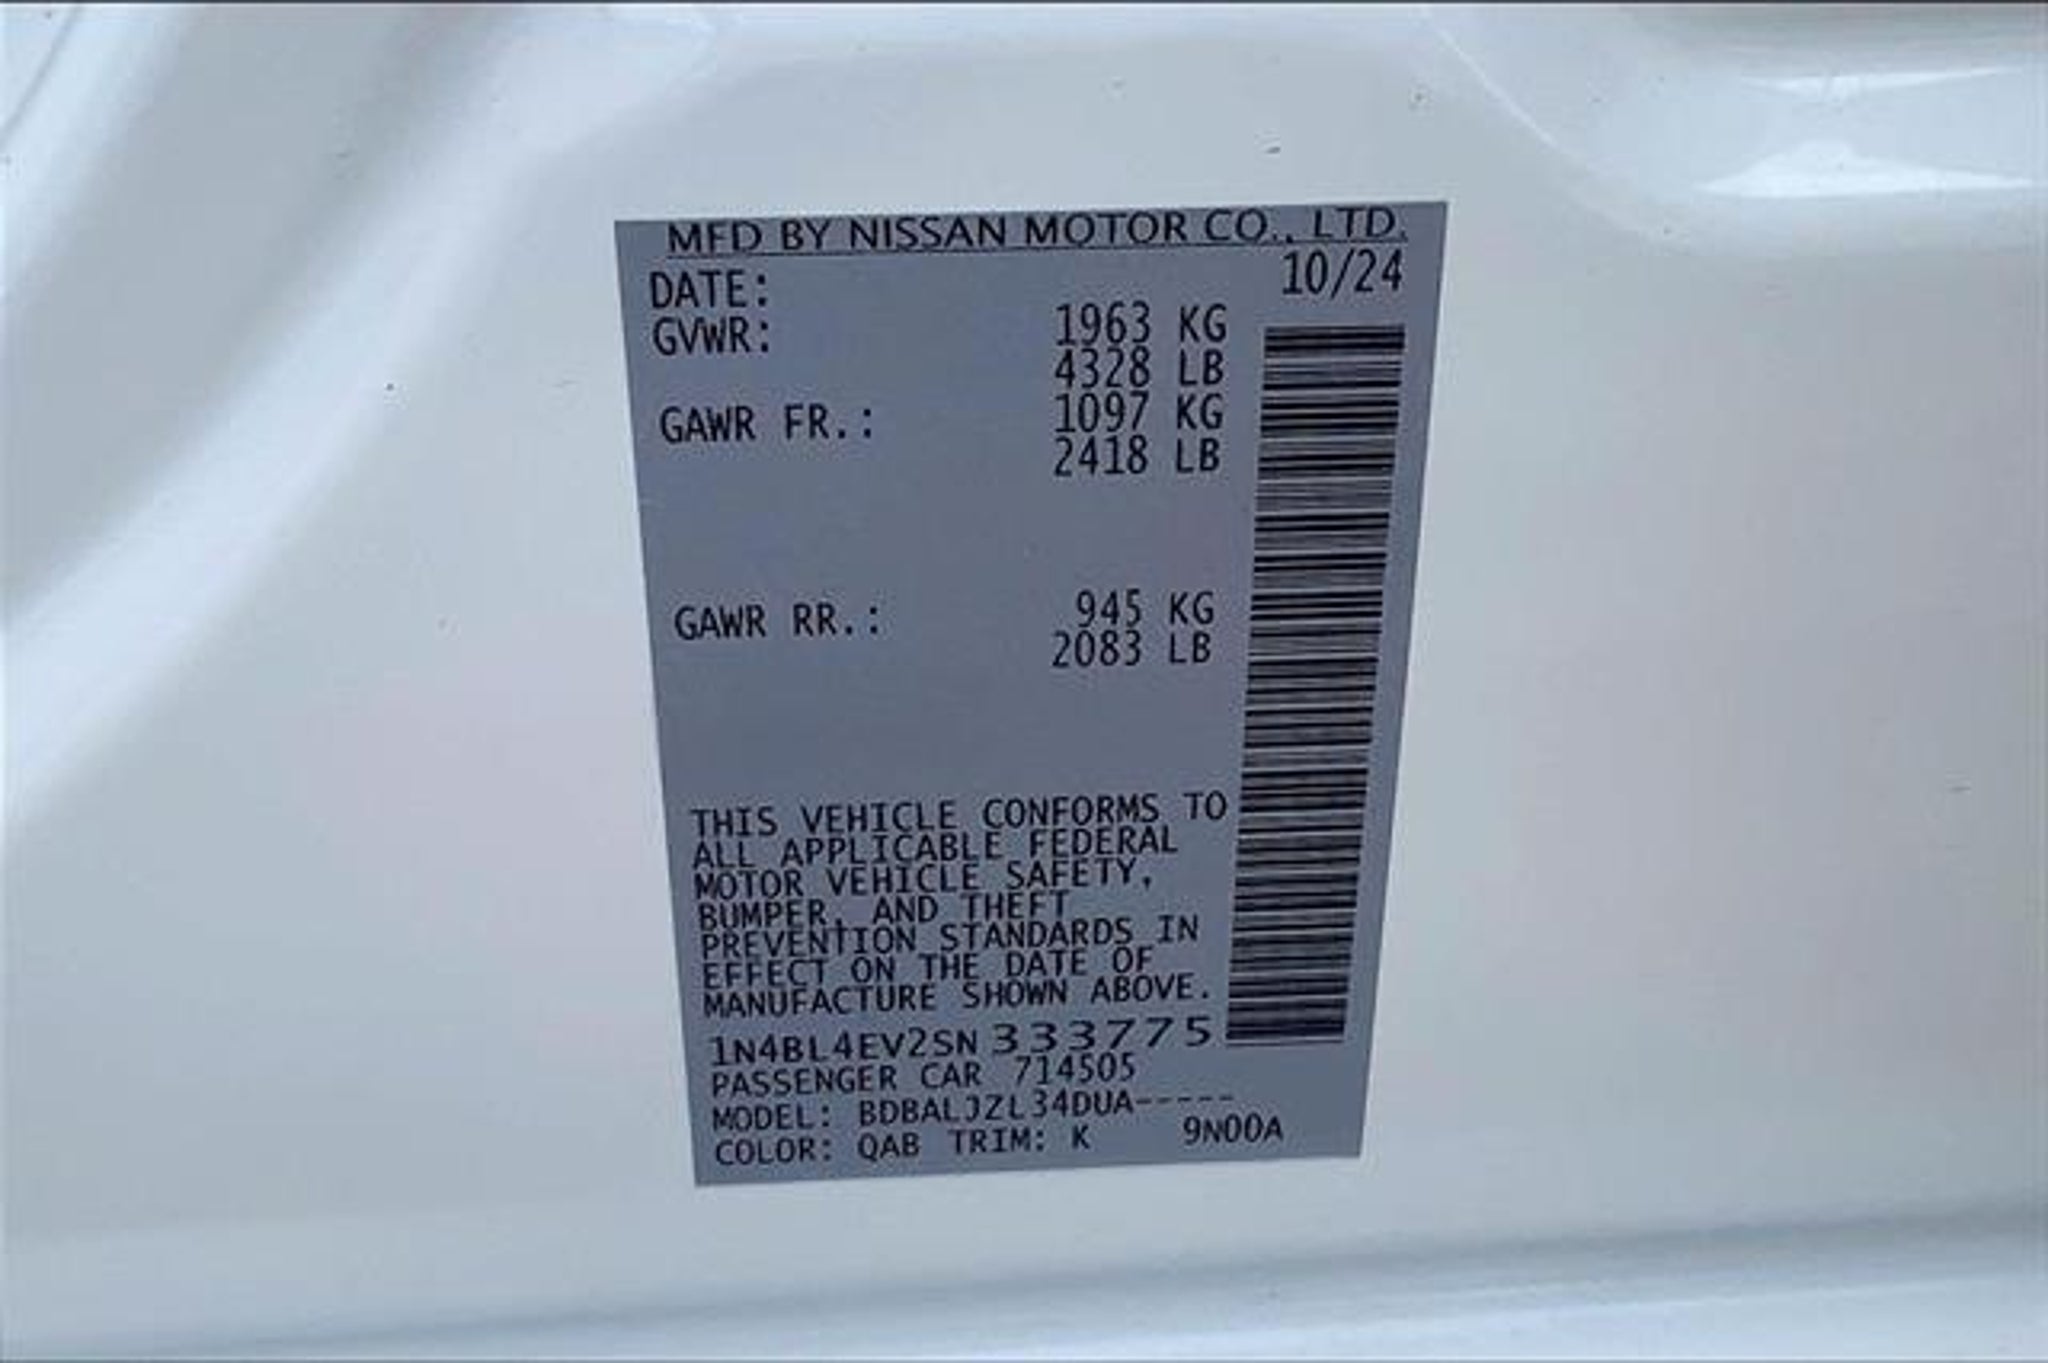 MFD BY NISSAN MOTOR CO., LTD.
DATE: 10/24
GVWR: 1963 KG
4328 LB
GAWR FR.: 1097 KG
2418 LB
GAWR RR.: 945 KG
2083 LB
THIS VEHICLE CONFORMS TO
ALL APPLICABLE FEDERAL
MOTOR VEHICLE SAFETY,
BUMPER, AND THEFT
PREVENTION STANDARDS IN
EFFECT ON THE DATE OF
MANUFACTURE SHOWN ABOVE.
1N4BL4EV2SN333775
PASSENGER CAR 714505
MODEL: BDBALJZL34DUA-----
COLOR: QAB TRIM: K 9N00A